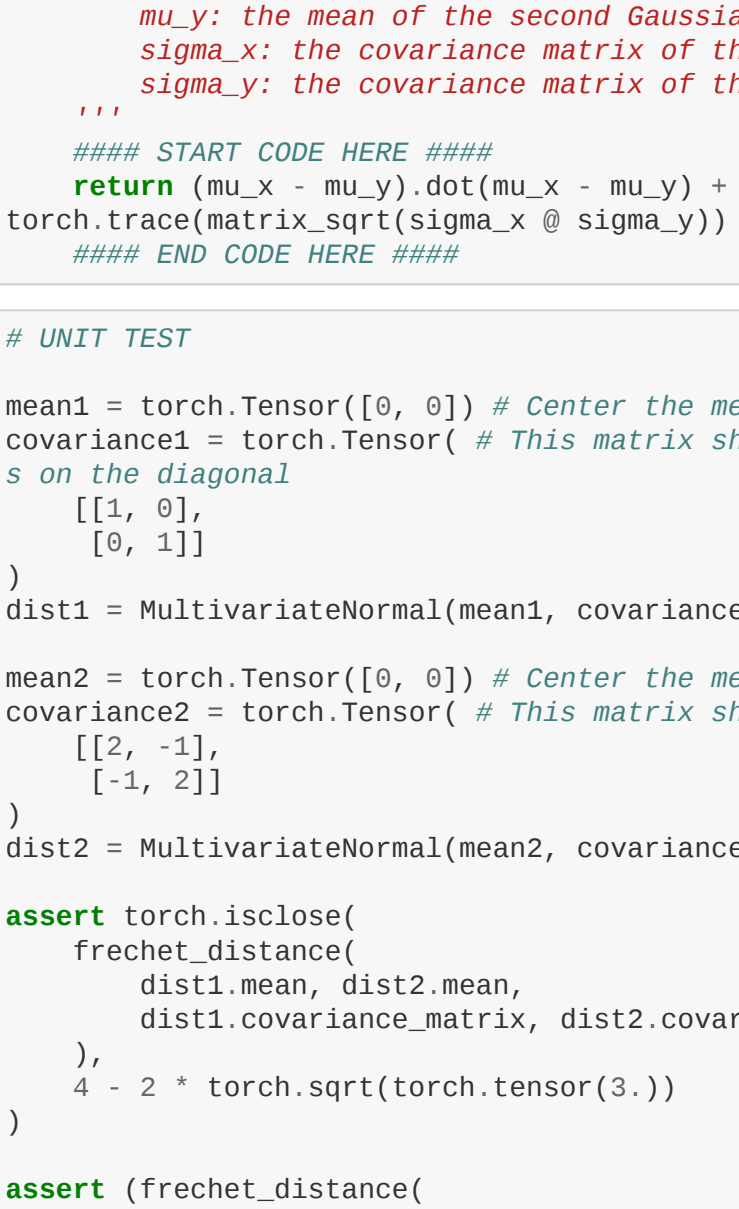 mu_y: the mean of the second Gaussia
sigma_x: the covariance matrix of th
sigma_y: the covariance matrix of th
'''
#### START CODE HERE ####
return (mu_x - mu_y).dot(mu_x - mu_y) +
torch.trace(matrix_sqrt(sigma_x @ sigma_y))
#### END CODE HERE ####
# UNIT TEST
mean1 = torch.Tensor([0, 0]) # Center the me
covariance1 = torch.Tensor( # This matrix sh
s on the diagonal
[[1, 0],
[0, 1]]
)
dist1 = MultivariateNormal(mean1, covariance
mean2 = torch.Tensor([0, 0]) # Center the me
covariance2 = torch.Tensor( # This matrix sh
[[2, -1],
[-1, 2]]
)
dist2 = MultivariateNormal(mean2, covariance
assert torch.isclose(
frechet_distance(
dist1.mean, dist2.mean,
dist1.covariance_matrix, dist2.covar
),
4 - 2 * torch.sqrt(torch.tensor(3.))
)
assert (frechet_distance(